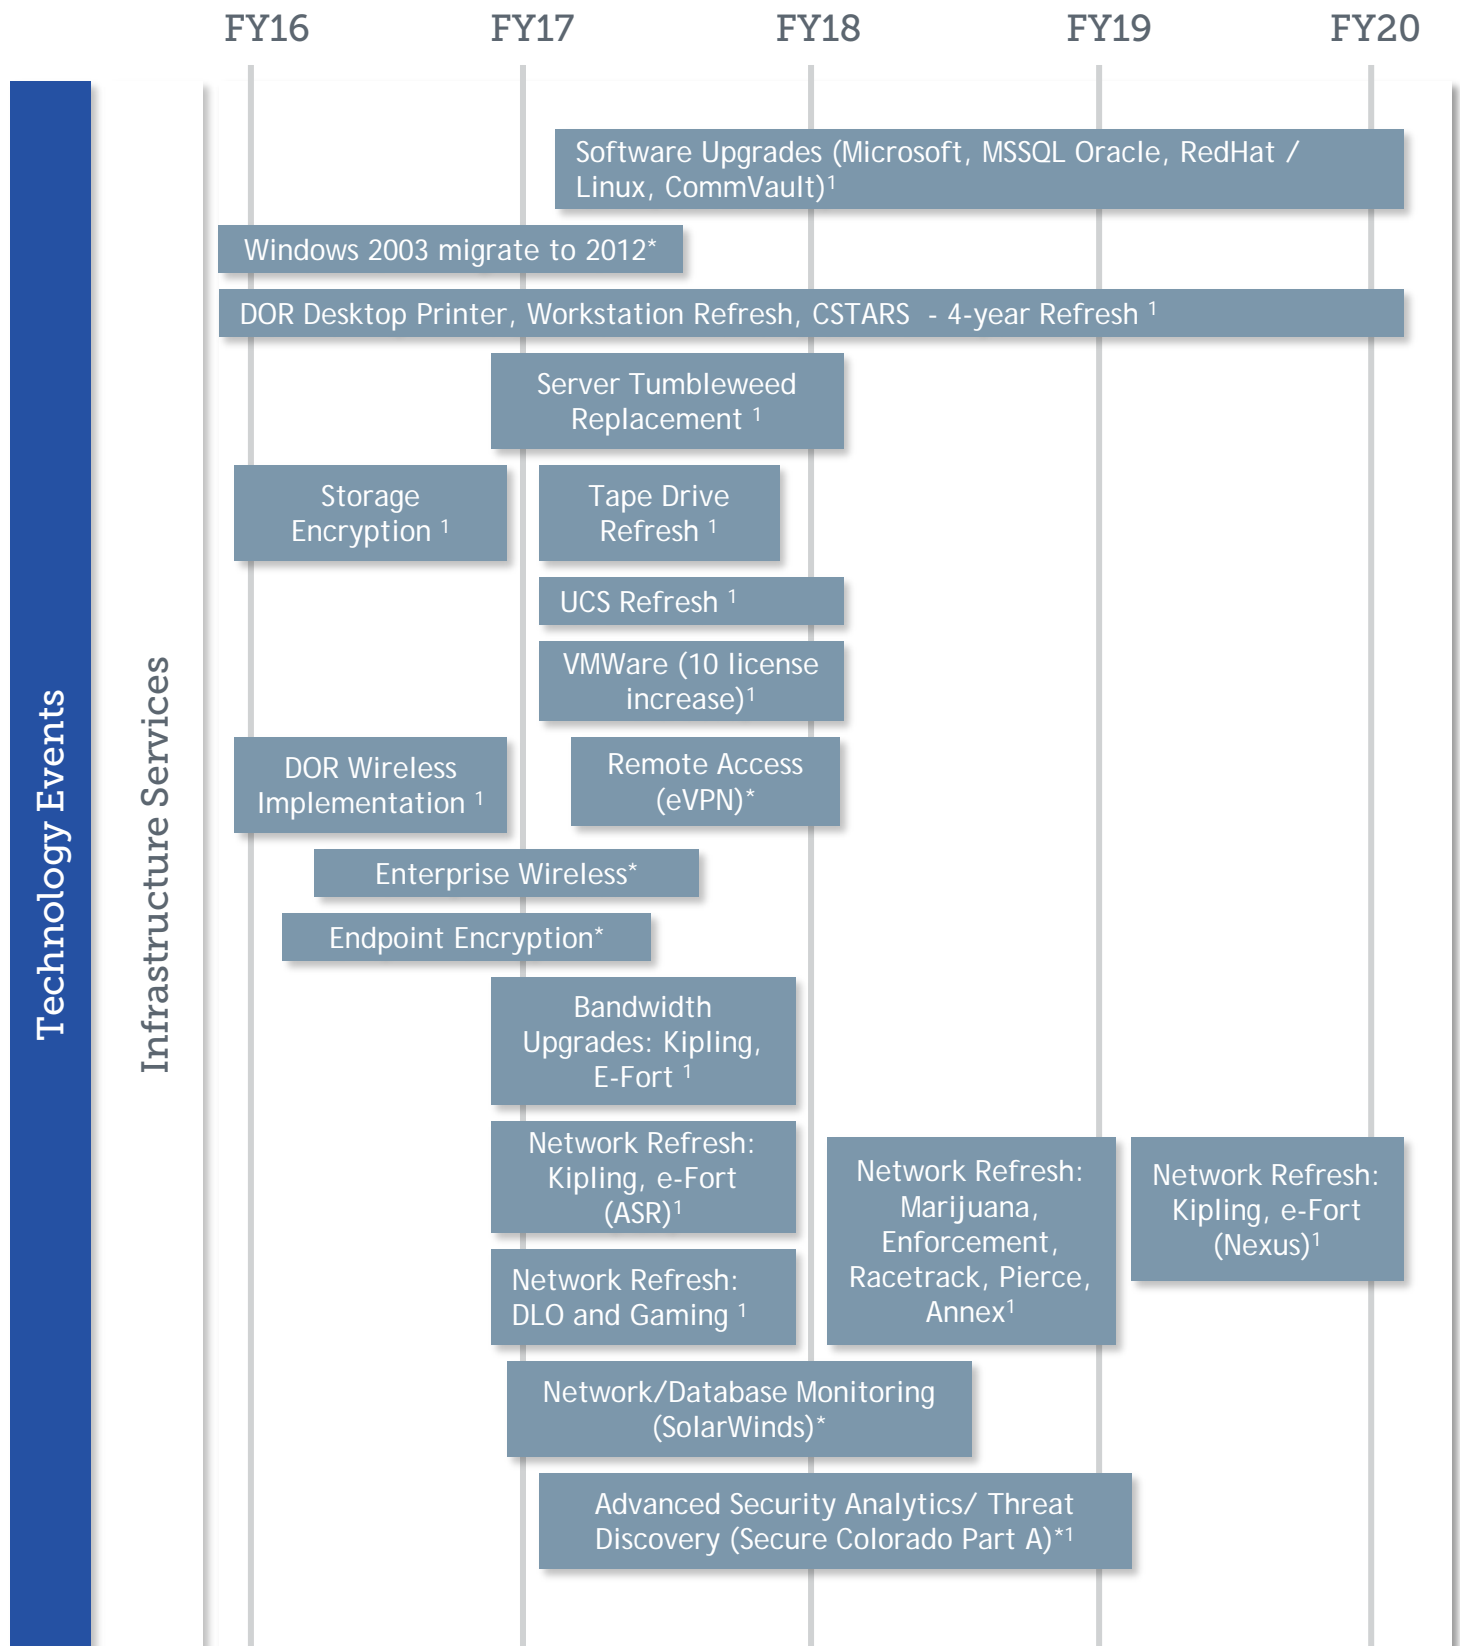 FY16 FY17 FY18 FY19 FY20
Technology Events
Infrastructure Services
Software Upgrades (Microsoft, MSSQL Oracle, RedHat /
Linux, CommVault)¹
Windows 2003 migrate to 2012*
DOR Desktop Printer, Workstation Refresh, CSTARS - 4-year Refresh ¹
Server Tumbleweed
Replacement ¹
Storage
Encryption ¹
Tape Drive
Refresh ¹
UCS Refresh ¹
VMWare (10 license
increase)¹
DOR Wireless
Implementation ¹
Remote Access
(eVPN)*
Enterprise Wireless*
Endpoint Encryption*
Bandwidth
Upgrades: Kipling,
E-Fort ¹
Network Refresh:
Kipling, e-Fort
(ASR)¹
Network Refresh:
Marijuana,
Enforcement,
Racetrack, Pierce,
Annex¹
Network Refresh:
Kipling, e-Fort
(Nexus)¹
Network Refresh:
DLO and Gaming ¹
Network/Database Monitoring
(SolarWinds)*
Advanced Security Analytics/ Threat
Discovery (Secure Colorado Part A)*¹